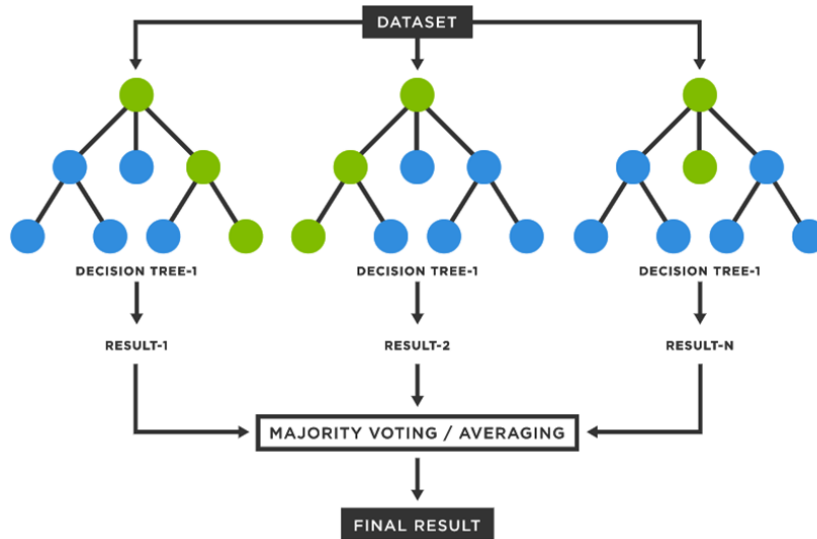 DATASET
DECISION TREE-1
DECISION TREE-1
DECISION TREE-1
RESULT-1
RESULT-2
RESULT-N
MAJORITY VOTING / AVERAGING
FINAL RESULT